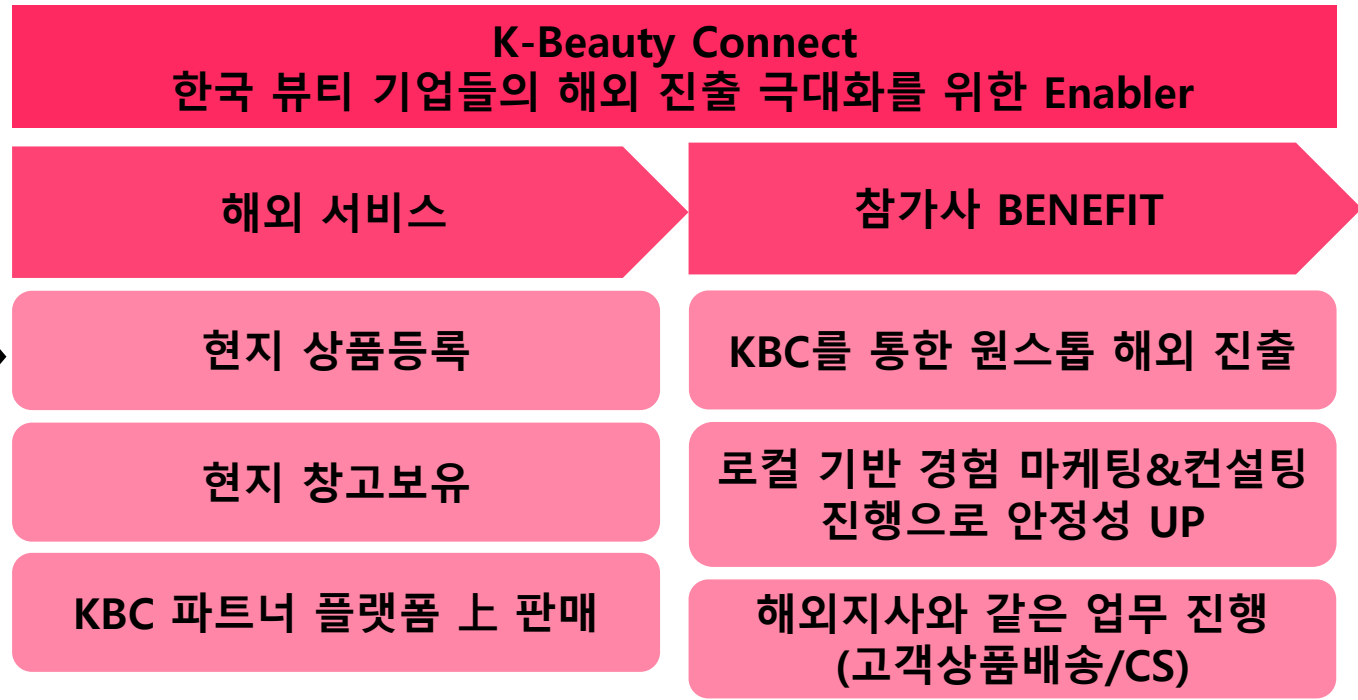 K-Beauty Connect
한국 뷰티 기업들의 해외 진출 극대화를 위한 Enabler
해외 서비스
참가사 BENEFIT
현지 상품등록
KBC를 통한 원스톱 해외 진출
현지 창고보유
로컬 기반 경험 마케팅&컨설팅
진행으로 안정성 UP
KBC 파트너 플랫폼 上 판매
해외지사와 같은 업무 진행
(고객상품배송/CS)